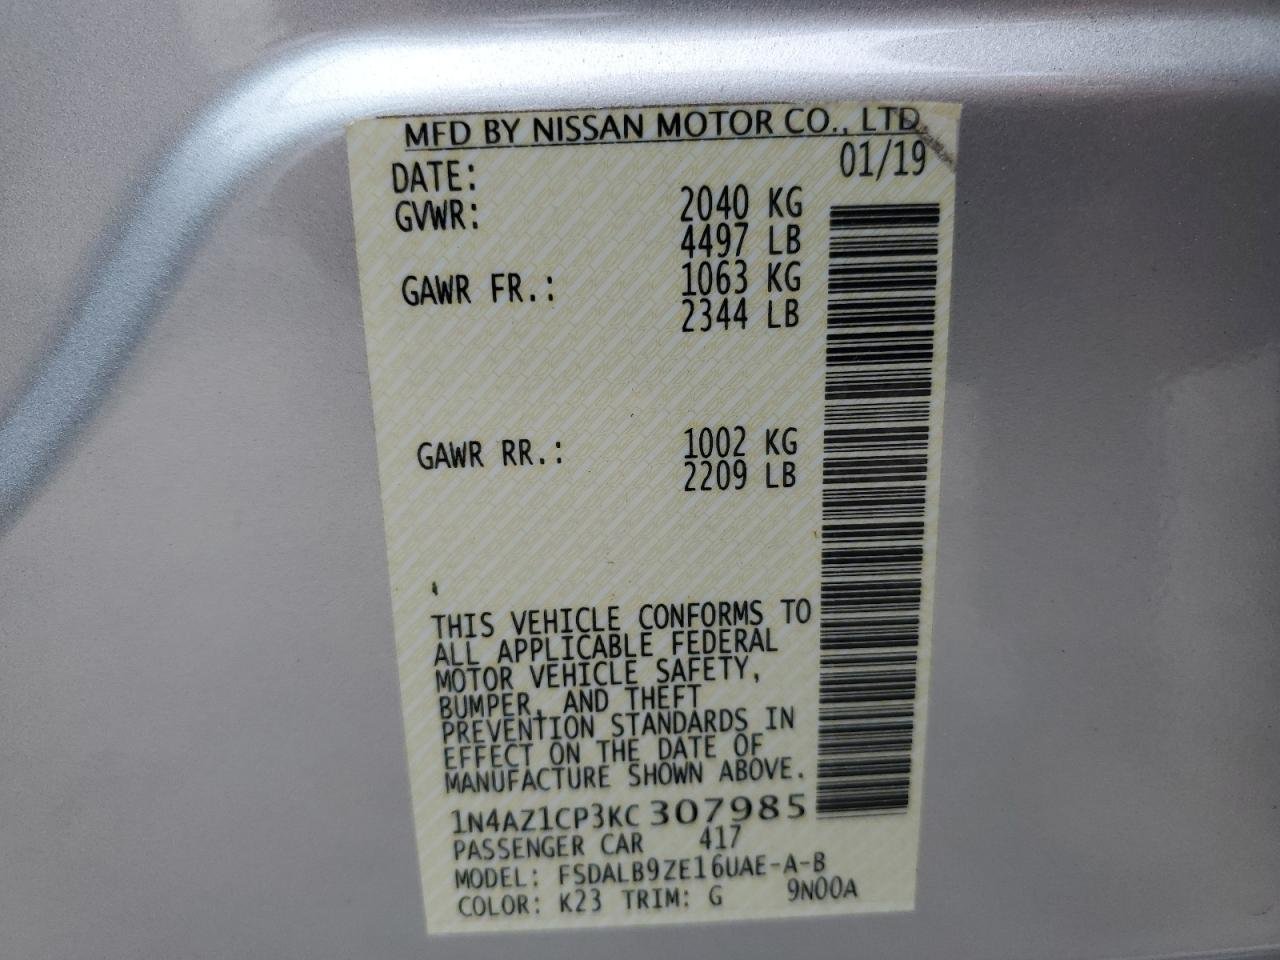 MFD BY NISSAN MOTOR CO., LTD
DATE: 01/19
GVWR: 2040 KG
4497 LB
GAWR FR.: 1063 KG
2344 LB
GAWR RR.: 1002 KG
2209 LB
THIS VEHICLE CONFORMS TO
ALL APPLICABLE FEDERAL
MOTOR VEHICLE SAFETY,
BUMPER, AND THEFT
PREVENTION STANDARDS IN
EFFECT ON THE DATE OF
MANUFACTURE SHOWN ABOVE.
1N4AZ1CP3KC307985
PASSENGER CAR 417
MODEL: FSDALB9ZE16UAE-A-B
COLOR: K23 TRIM: G 9N00A